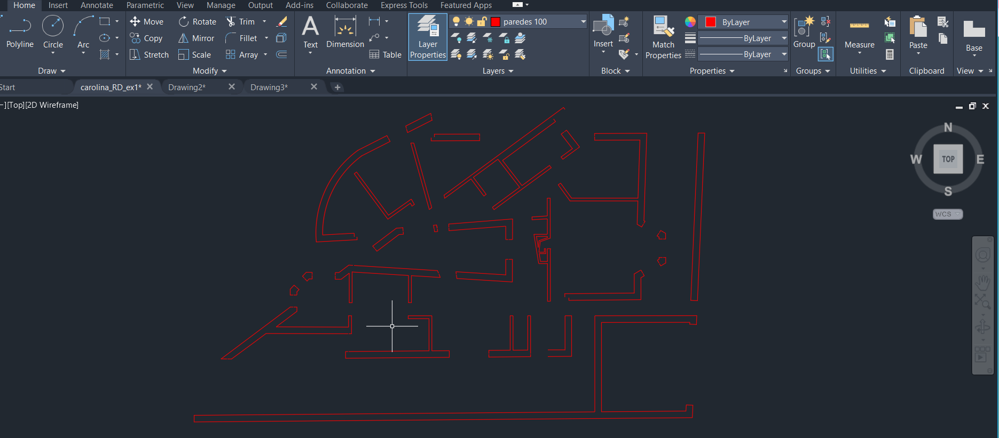 Home Insert Annotate Parametric View Manage Output Add-ins Collaborate Express Tools Featured Apps
Polyline Circle Arc Move Rotate Trim Text Dimension Layer Properties paredes 100 Insert Match Properties ByLayer Group Measure Paste Base
Copy Mirror Fillet ByLayer
Stretch Scale Array Table ByLayer
Draw Modify Annotation Layers Block Properties Groups Utilities Clipboard View
Start carolina_RD_ex1* Drawing2* Drawing3*
–][Top][2D Wireframe]
N
W TOP E
S
WCS